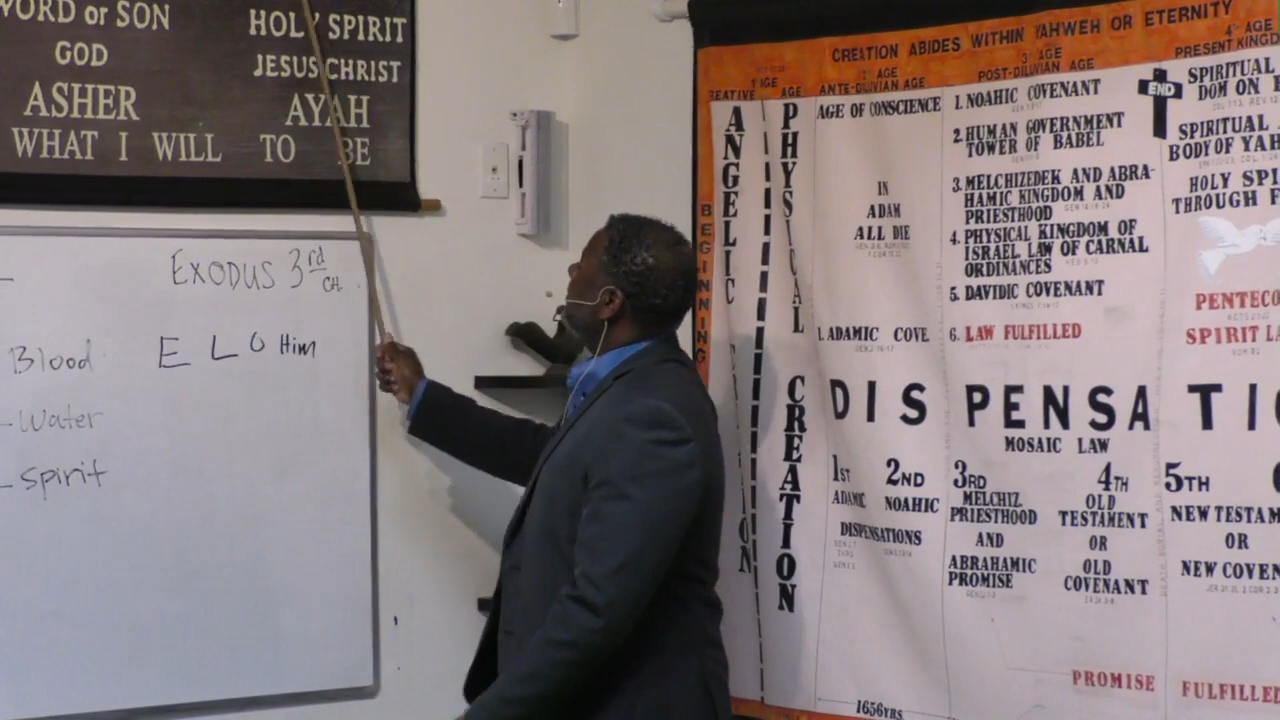 WORD or SON
HOLY SPIRIT
GOD
JESUS CHRIST
ASHER
AYAH
WHAT I WILL TO BE
EXODUS 3rd
CH.
Blood
E L O Him
-Water
-Spirit
CREATION ABIDES WITHIN YAHWEH OR ETERNITY
AGE
ANTE-DILUVIAN AGE
3 AGE
POST-DILUVIAN AGE
4 AGE
PRESENT KINGD
BEGINNING
ANGELIC
PHYSICAL CREATION
AGE OF CONSCIENCE
IN
ADAM
ALL DIE
1. ADAMIC COVE.
1. NOAHIC COVENANT
2. HUMAN GOVERNMENT
TOWER OF BABEL
3. MELCHIZEDEK AND ABRA-
HAMIC KINGDOM AND
PRIESTHOOD
4. PHYSICAL KINGDOM OF
ISRAEL, LAW OF CARNAL
ORDINANCES
5. DAVIDIC COVENANT
6. LAW FULFILLED
END
SPIRITUAL
DOM ON
SPIRITUAL
BODY OF YAH
HOLY SPI
THROUGH F
PENTECO
SPIRIT LA
DISPENSATIO
MOSAIC LAW
1ST 2ND
ADAMIC NOAHIC
DISPENSATIONS
3RD
MELCHIZ.
PRIESTHOOD
AND
ABRAHAMIC
PROMISE
4TH
OLD
TESTAMENT
OR
OLD
COVENANT
5TH
NEW TESTAM
OR
NEW COVEN
PROMISE
FULFILLED
1656YRS.